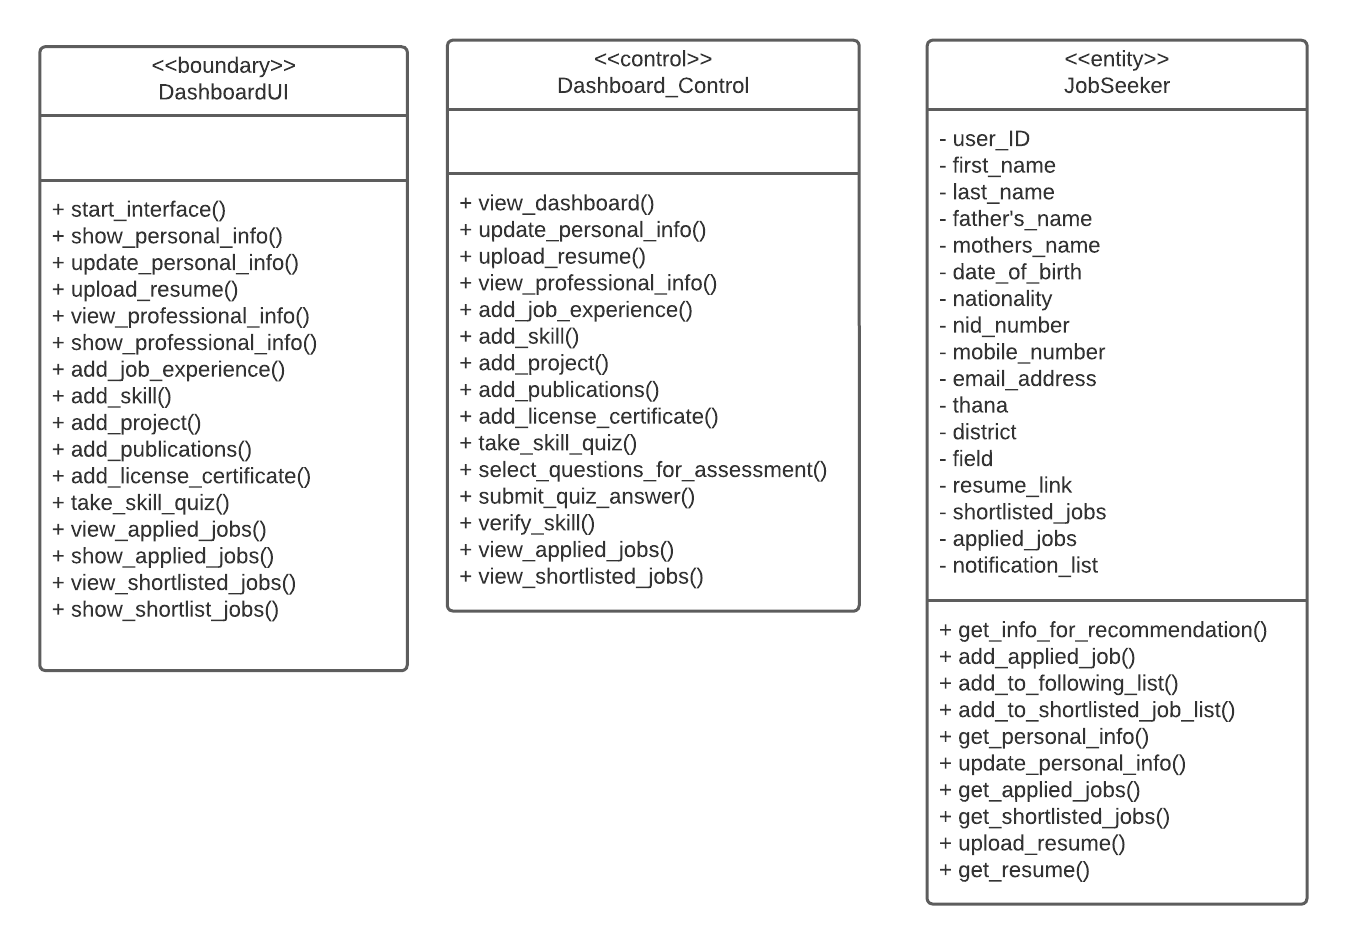 <<boundary>>
DashboardUI
+ start_interface()
+ show_personal_info()
+ update_personal_info()
+ upload_resume()
+ view_professional_info()
+ show_professional_info()
+ add_job_experience()
+ add_skill()
+ add_project()
+ add_publications()
+ add_license_certificate()
+ take_skill_quiz()
+ view_applied_jobs()
+ show_applied_jobs()
+ view_shortlisted_jobs()
+ show_shortlist_jobs()
<<control>>
Dashboard_Control
+ view_dashboard()
+ update_personal_info()
+ upload_resume()
+ view_professional_info()
+ add_job_experience()
+ add_skill()
+ add_project()
+ add_publications()
+ add_license_certificate()
+ take_skill_quiz()
+ select_questions_for_assessment()
+ submit_quiz_answer()
+ verify_skill()
+ view_applied_jobs()
+ view_shortlisted_jobs()
<<entity>>
JobSeeker
- user_ID
- first_name
- last_name
- father's_name
- mothers_name
- date_of_birth
- nationality
- nid_number
- mobile_number
- email_address
- thana
- district
- field
- resume_link
- shortlisted_jobs
- applied_jobs
- notification_list
+ get_info_for_recommendation()
+ add_applied_job()
+ add_to_following_list()
+ add_to_shortlisted_job_list()
+ get_personal_info()
+ update_personal_info()
+ get_applied_jobs()
+ get_shortlisted_jobs()
+ upload_resume()
+ get_resume()